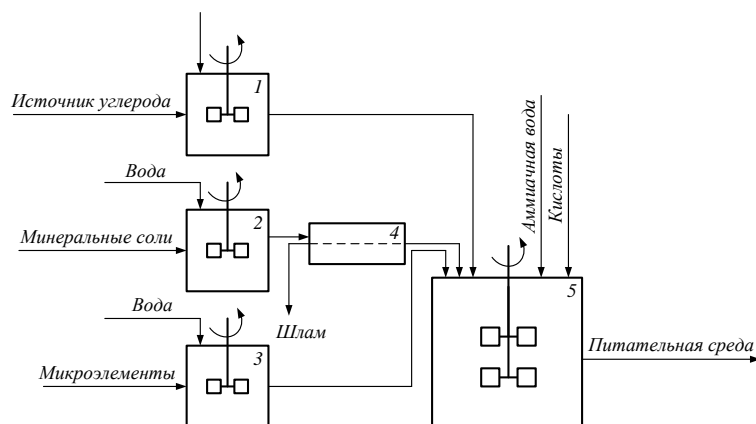 Источник углерода
1
Вода
Минеральные соли
2
4
Шлам
Вода
Микроэлементы
3
Аммиачная вода
Кислоты
5
Питательная среда